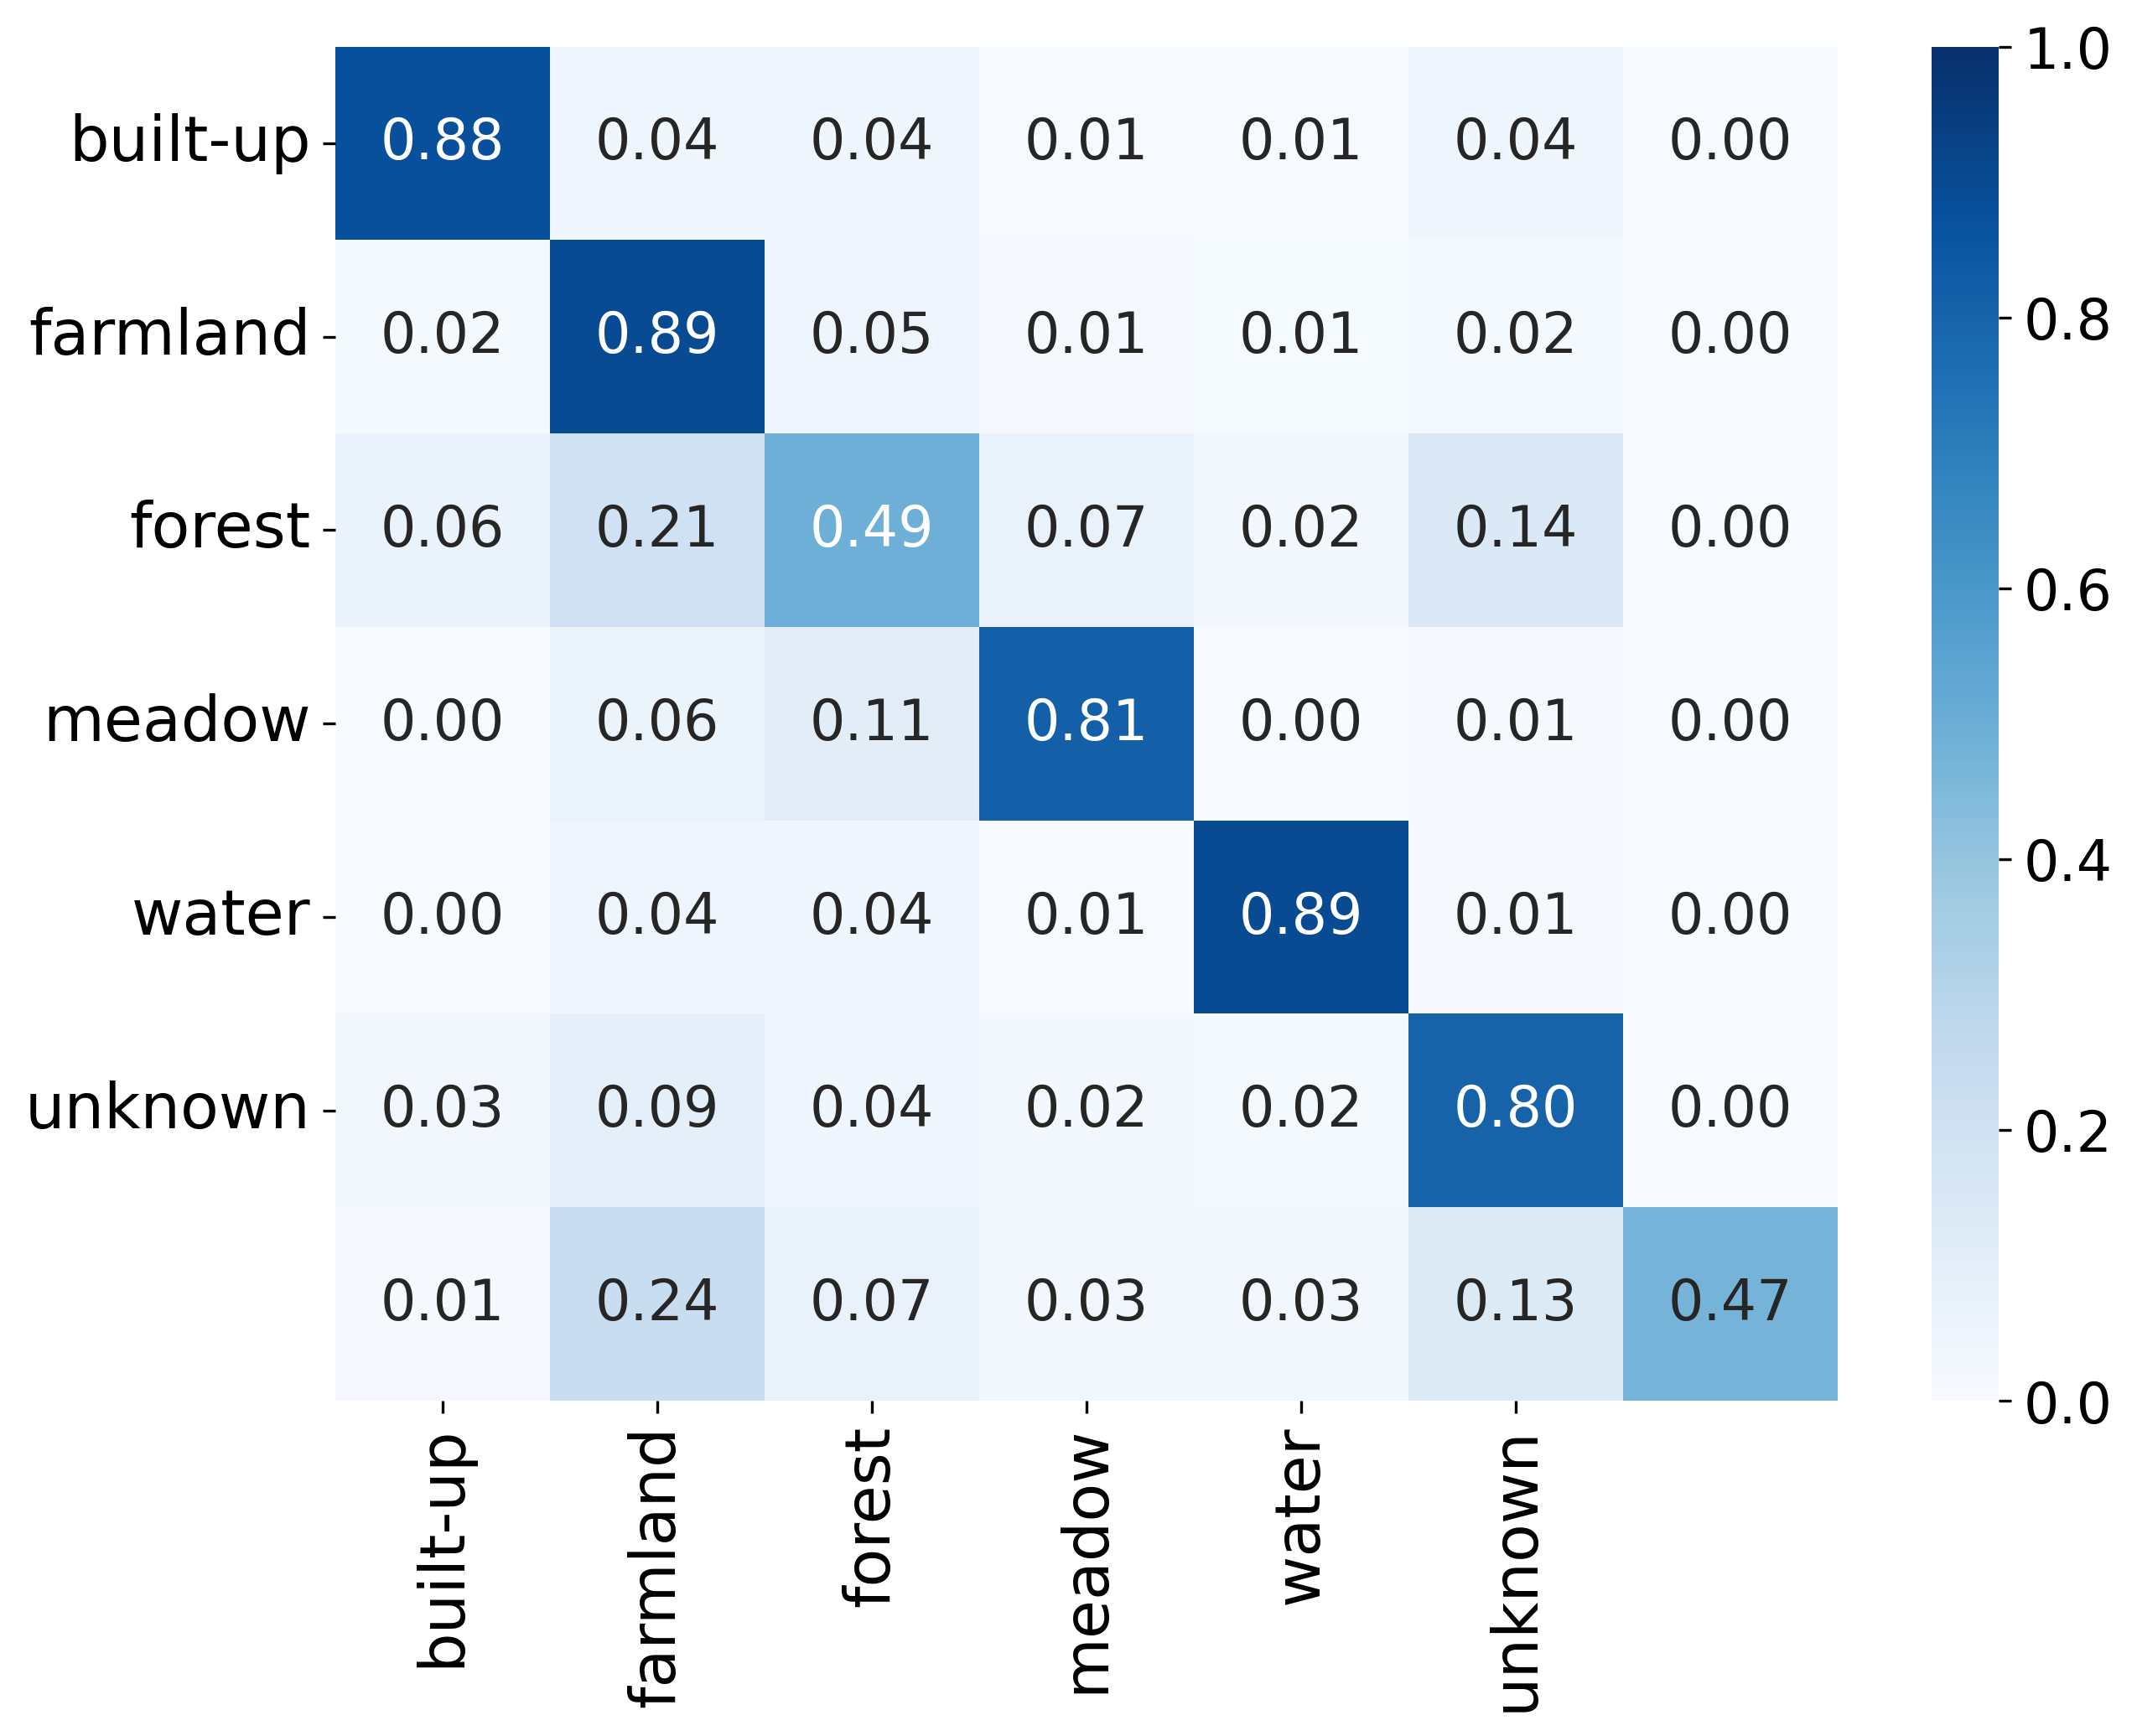 built-up 0.88 0.04 0.04 0.01 0.01 0.04 0.00
farmland 0.02 0.89 0.05 0.01 0.01 0.02 0.00
forest 0.06 0.21 0.49 0.07 0.02 0.14 0.00
meadow 0.00 0.06 0.11 0.81 0.00 0.01 0.00
water 0.00 0.04 0.04 0.01 0.89 0.01 0.00
unknown 0.03 0.09 0.04 0.02 0.02 0.80 0.00
0.01 0.24 0.07 0.03 0.03 0.13 0.47
built-up
farmland
forest
meadow
water
unknown
1.0
0.8
0.6
0.4
0.2
0.0